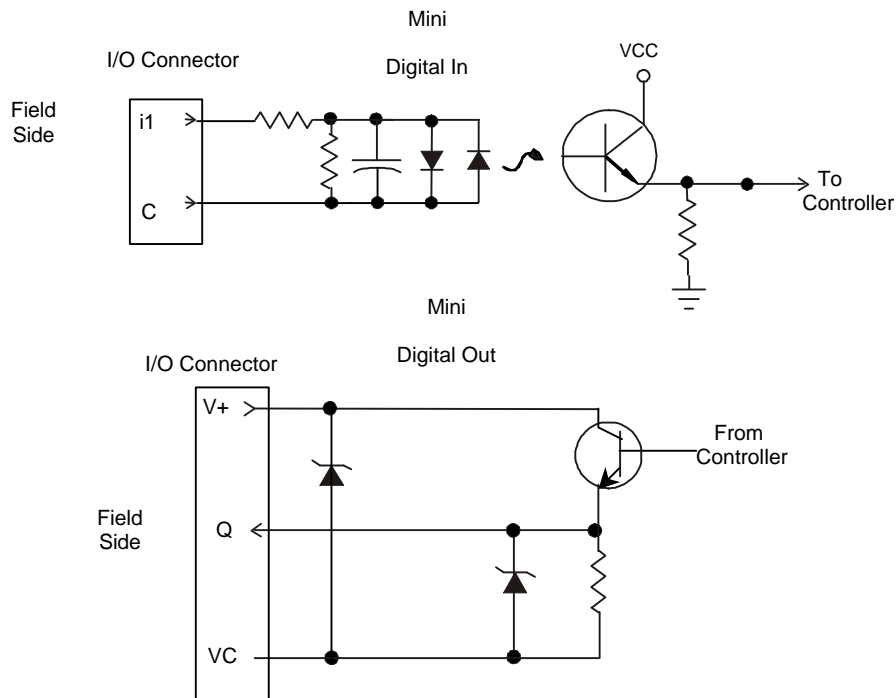 Mini
Digital In
I/O Connector
Field
Side
i1
C
VCC
To
Controller
Mini
Digital Out
I/O Connector
V+
From
Controller
Field
Side
Q
VC